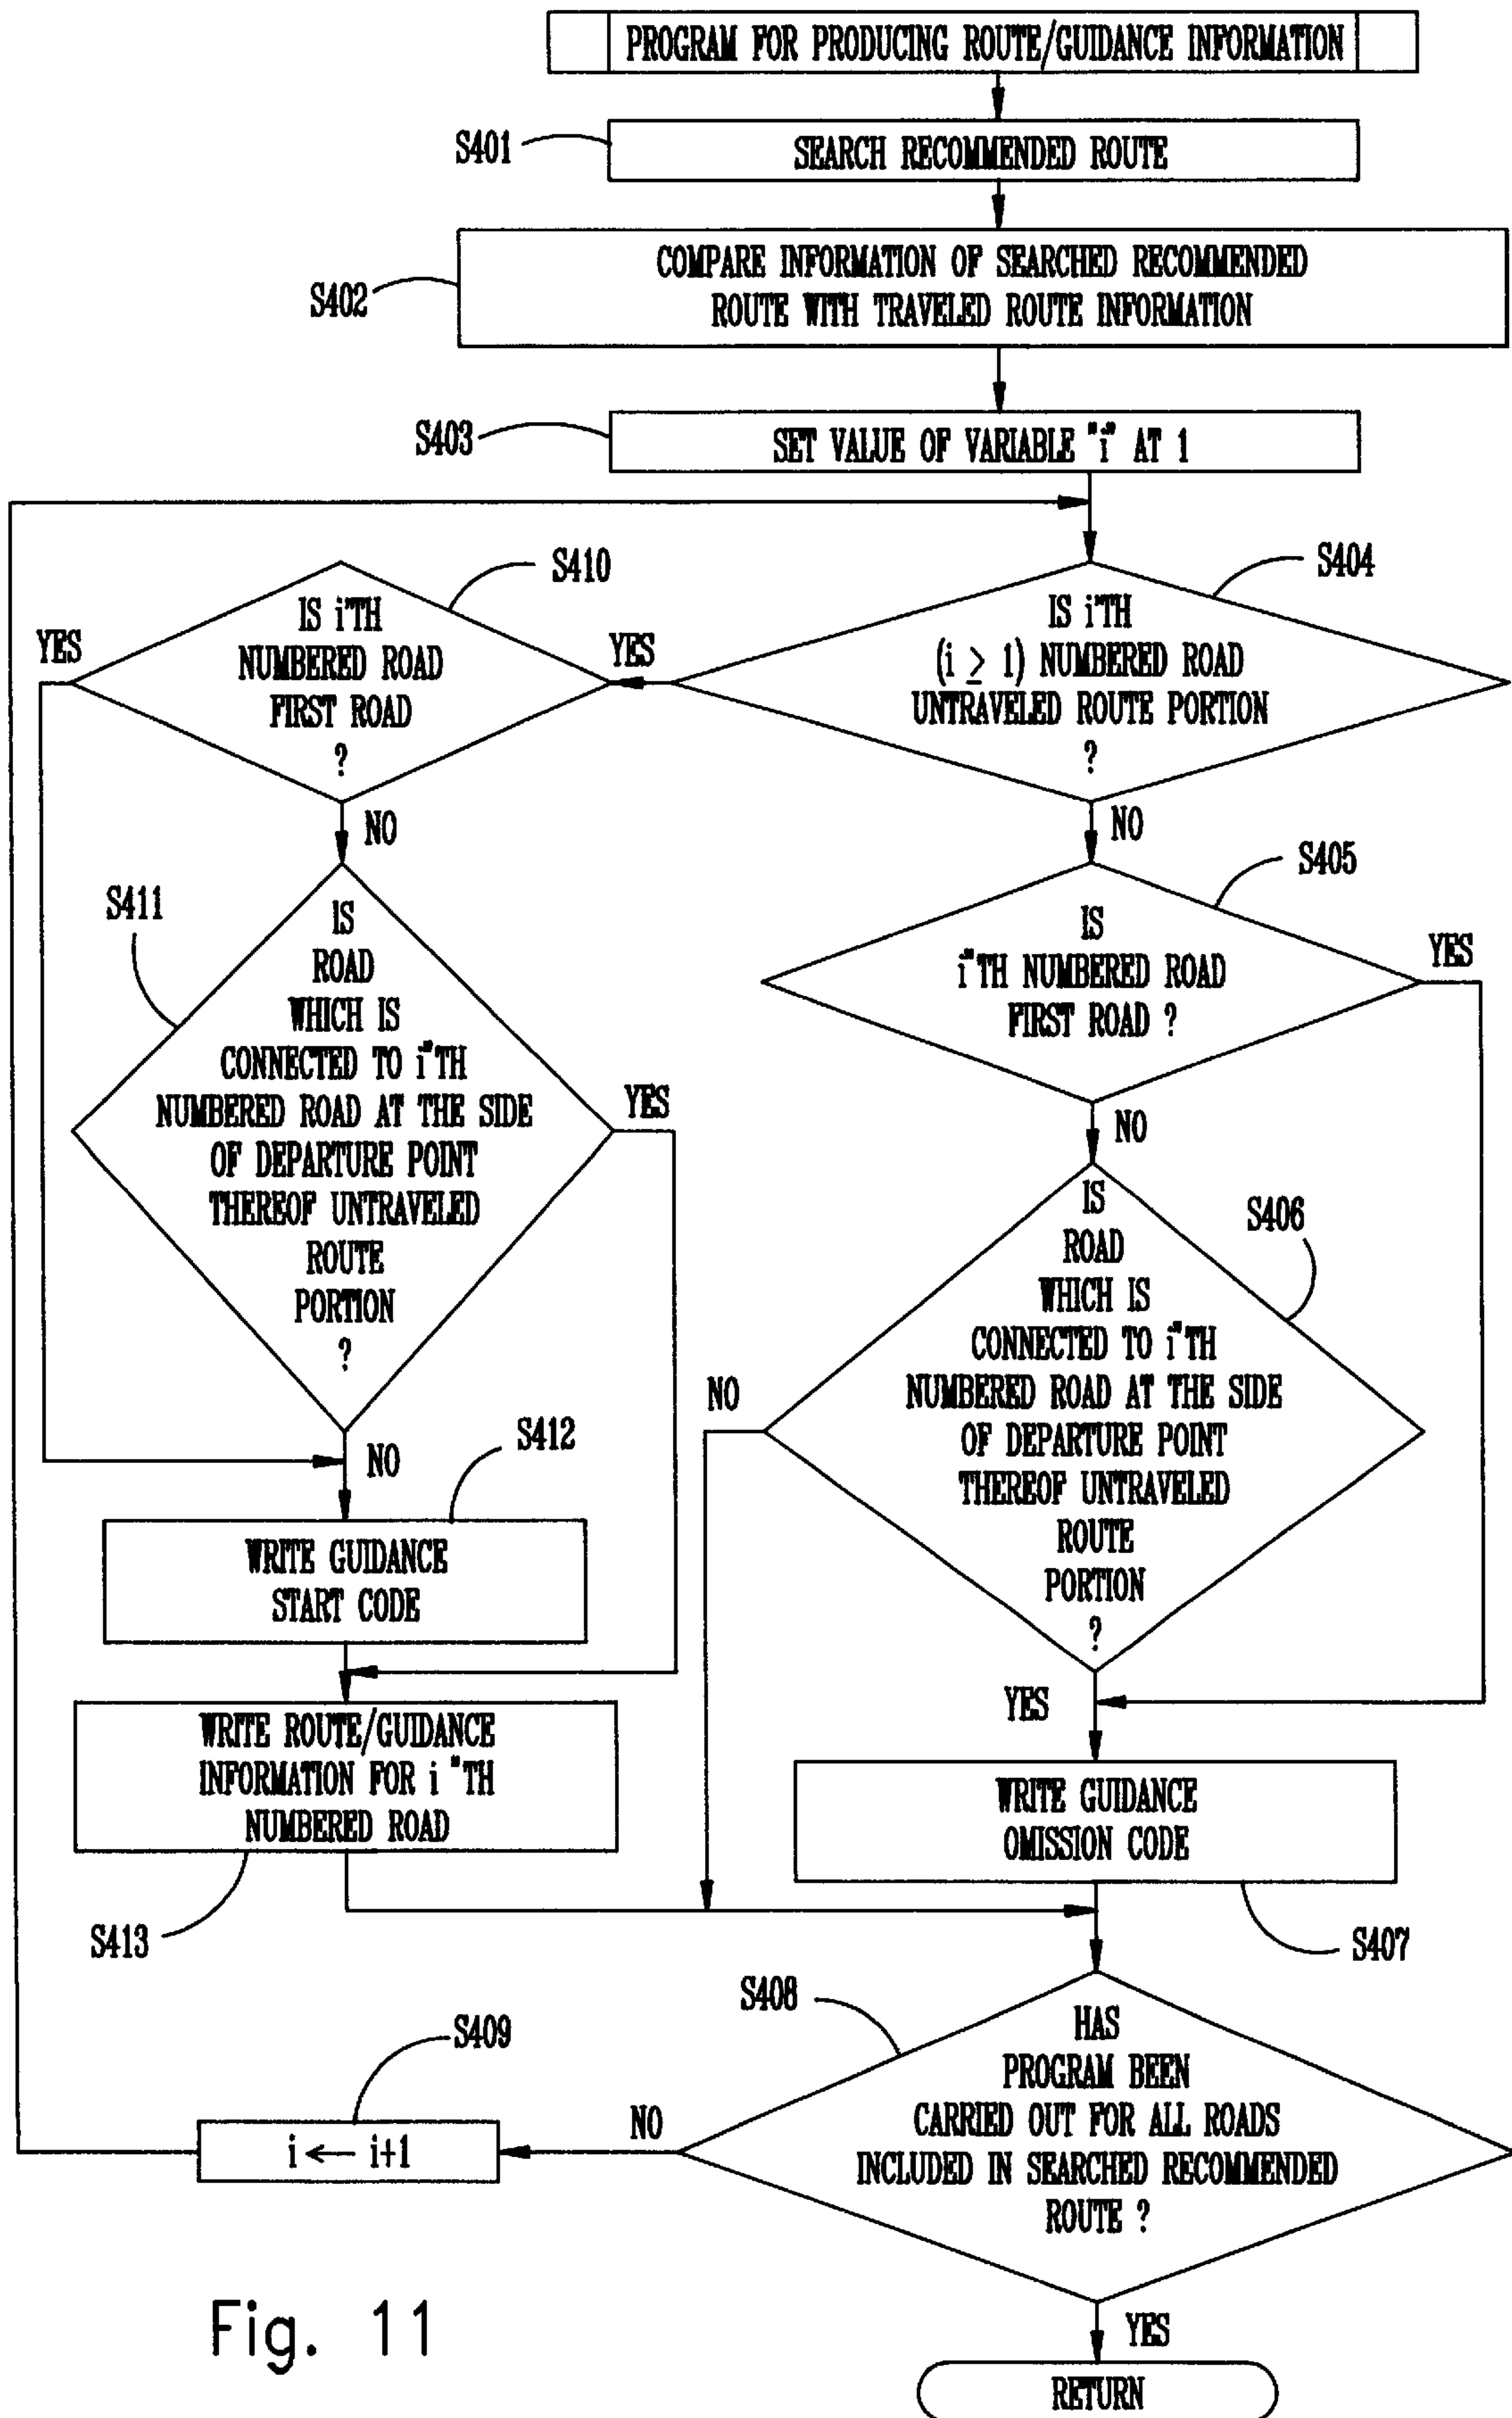 PROGRAM FOR PRODUCING ROUTE/GUIDANCE INFORMATION
S401
SEARCH RECOMMENDED ROUTE
S402
COMPARE INFORMATION OF SEARCHED RECOMMENDED
ROUTE WITH TRAVELED ROUTE INFORMATION
S403
SET VALUE OF VARIABLE "i" AT 1
S404
IS i"TH
(i ≥ 1) NUMBERED ROAD
UNTRAVELED ROUTE PORTION
?
YES
NO
S410
IS i"TH
NUMBERED ROAD
FIRST ROAD
?
YES
NO
S405
IS
i"TH NUMBERED ROAD
FIRST ROAD ?
YES
NO
S411
IS
ROAD
WHICH IS
CONNECTED TO i"TH
NUMBERED ROAD AT THE SIDE
OF DEPARTURE POINT
THEREOF UNTRAVELED
ROUTE
PORTION
?
YES
NO
S406
IS
ROAD
WHICH IS
CONNECTED TO i"TH
NUMBERED ROAD AT THE SIDE
OF DEPARTURE POINT
THEREOF UNTRAVELED
ROUTE
PORTION
?
NO
YES
S412
WRITE GUIDANCE
START CODE
WRITE ROUTE/GUIDANCE
INFORMATION FOR i "TH
NUMBERED ROAD
S413
WRITE GUIDANCE
OMISSION CODE
S407
S408
HAS
PROGRAM BEEN
CARRIED OUT FOR ALL ROADS
INCLUDED IN SEARCHED RECOMMENDED
ROUTE ?
NO
S409
i ← i+1
YES
RETURN
Fig. 11